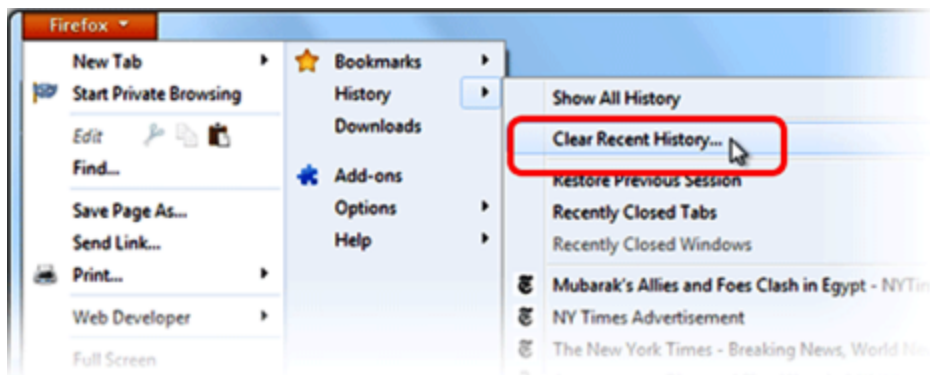 Firefox
New Tab
Start Private Browsing
Edit
Find...
Save Page As...
Send Link...
Print...
Web Developer
Full Screen
Bookmarks
History
Downloads
Add-ons
Options
Help
Show All History
Clear Recent History...
Restore Previous Session
Recently Closed Tabs
Recently Closed Windows
Mubarak's Allies and Foes Clash in Egypt - NYTim
NY Times Advertisement
The New York Times - Breaking News, World